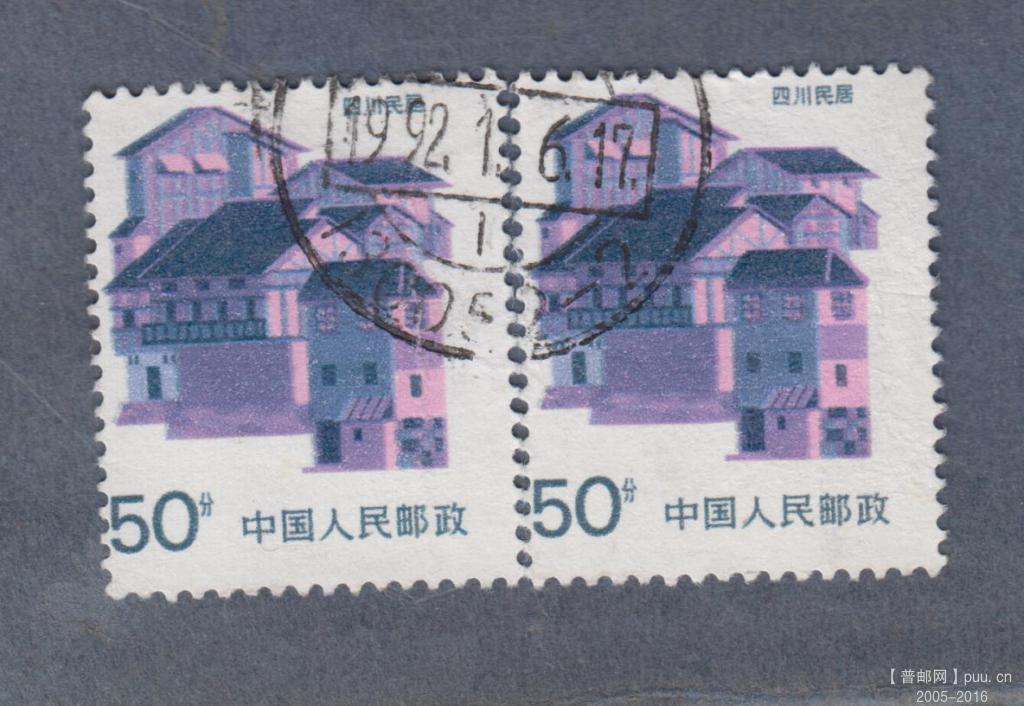 四川民居
四川民居
1992.1.6.17.
50分 中国人民邮政
50分 中国人民邮政
【普邮网】puu.cn
2005-2016